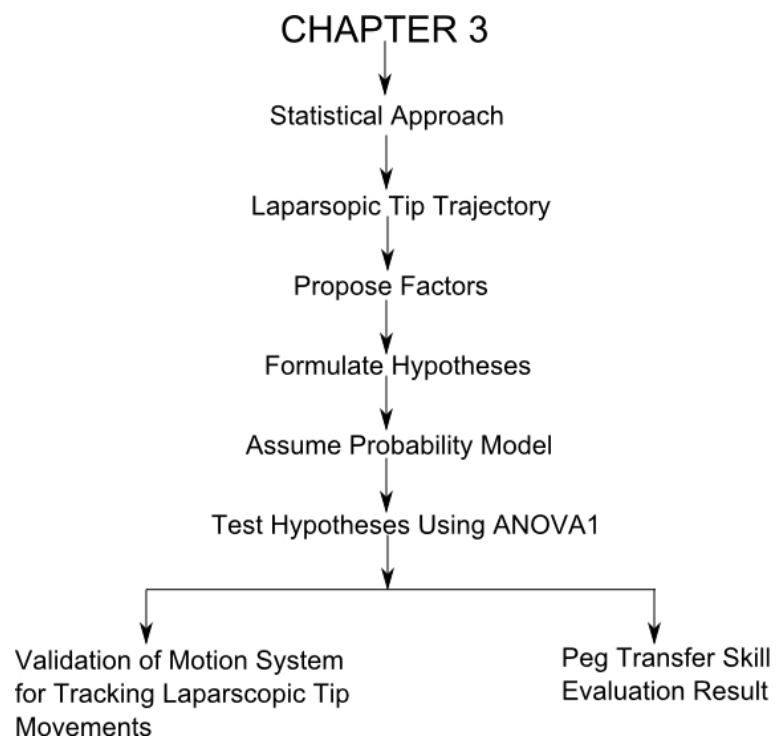 CHAPTER 3
Statistical Approach
Laparsopic Tip Trajectory
Propose Factors
Formulate Hypotheses
Assume Probability Model
Test Hypotheses Using ANOVA1
Validation of Motion System
for Tracking Laparscopic Tip
Movements
Peg Transfer Skill
Evaluation Result